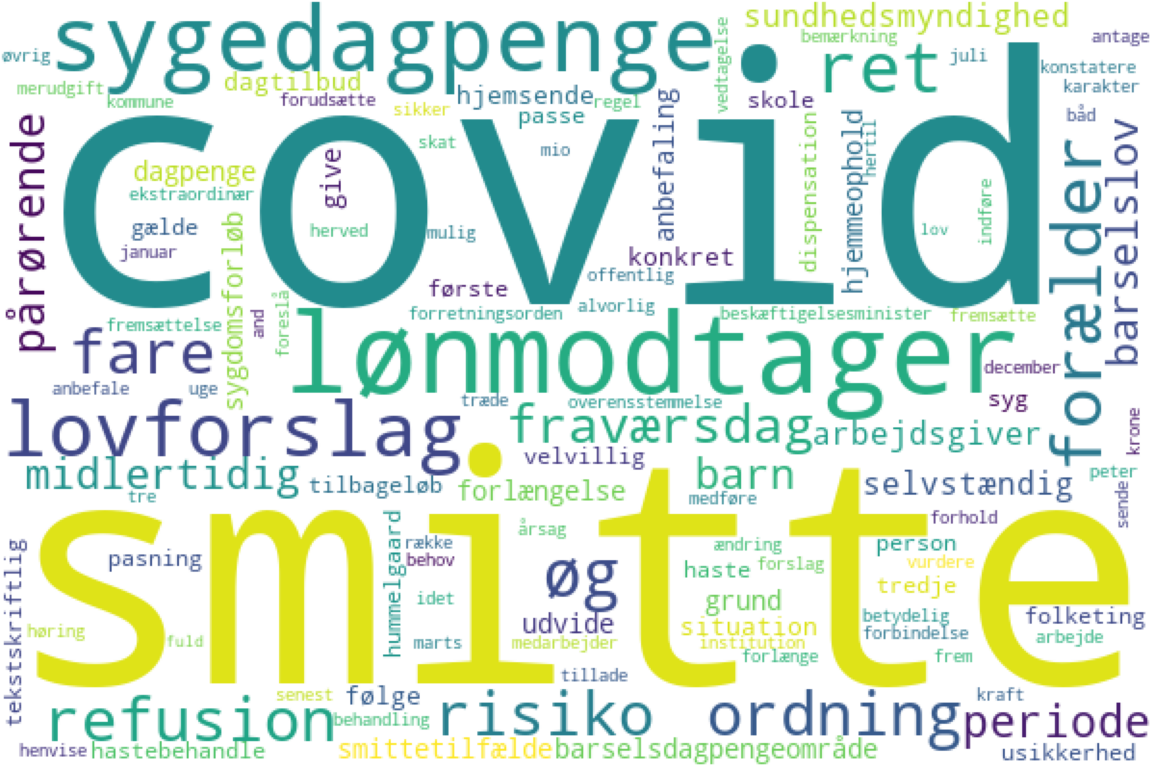 sygedagpenge
sundhedsmyndighed
vedtagelse
bemærkning
antage
øvrig
ret
juli
konstatere
merudgift
dagtilbud
karakter
kommune
forudsætte
sikker
hjemsende
regel
skole
båd
passe
anbefaling
covid
pårørende
skat
mio
dispensation
hjemmeophold
hertil
forælder
barselslov
dagpenge
give
ekstraordinær
gælde
herved
mulig
lov
indføre
januar
konkret
offentlig
sygdomsforløb
første
alvorlig
foreslå
forretningsorden
beskæftigelsesminister
fremsætte
fremsættelse
and
fare
lønmodtager
december
anbefale
uge
træde
overensstemmelse
syg
lovforslag
fraværsdag
arbejdsgiver
krone
velvillig
midlertidig
tilbageløb
forlængelse
barn
selvstændig
peter
tre
medføre
sende
smitte
årsag
forhold
tekstskriftlig
pasning
hummelgaard
række
behov
ændring
person
øg
haste
forslag
vurdere
tredje
idet
grund
betydelig
folketing
høring
fuld
marts
udvide
medarbejder
situation
institution
forbindelse
arbejde
forlænge
frem
tillade
senest
følge
kraft
refusion
behandling
risiko
ordning
periode
henvise
hastebehandle
smittetilfælde
barselsdagpengeområde
usikkerhed